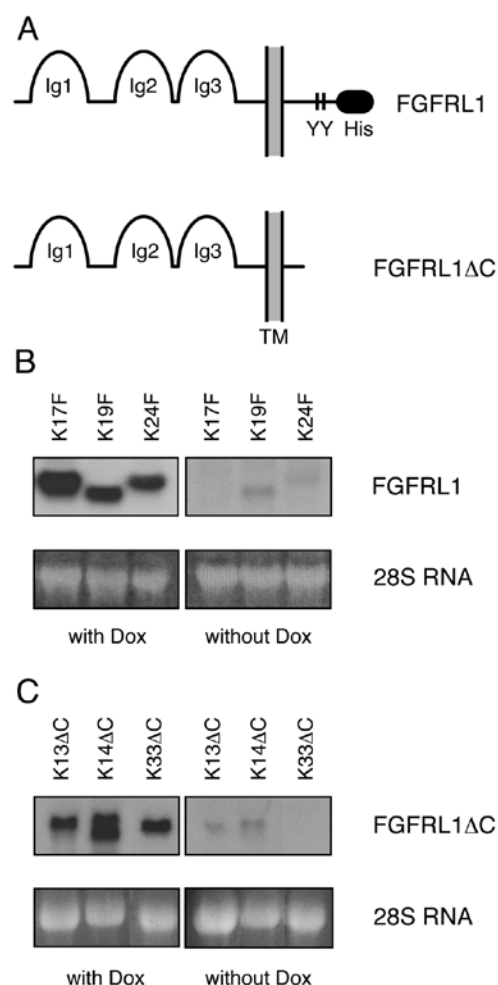 A
Ig1 Ig2 Ig3
YY His
FGFRL1
Ig1 Ig2 Ig3
FGFRL1ΔC
TM
B
K17F K19F K24F K17F K19F K24F
FGFRL1
28S RNA
with Dox without Dox
C
K13ΔC K14ΔC K33ΔC K13ΔC K14ΔC K33ΔC
FGFRL1ΔC
28S RNA
with Dox without Dox